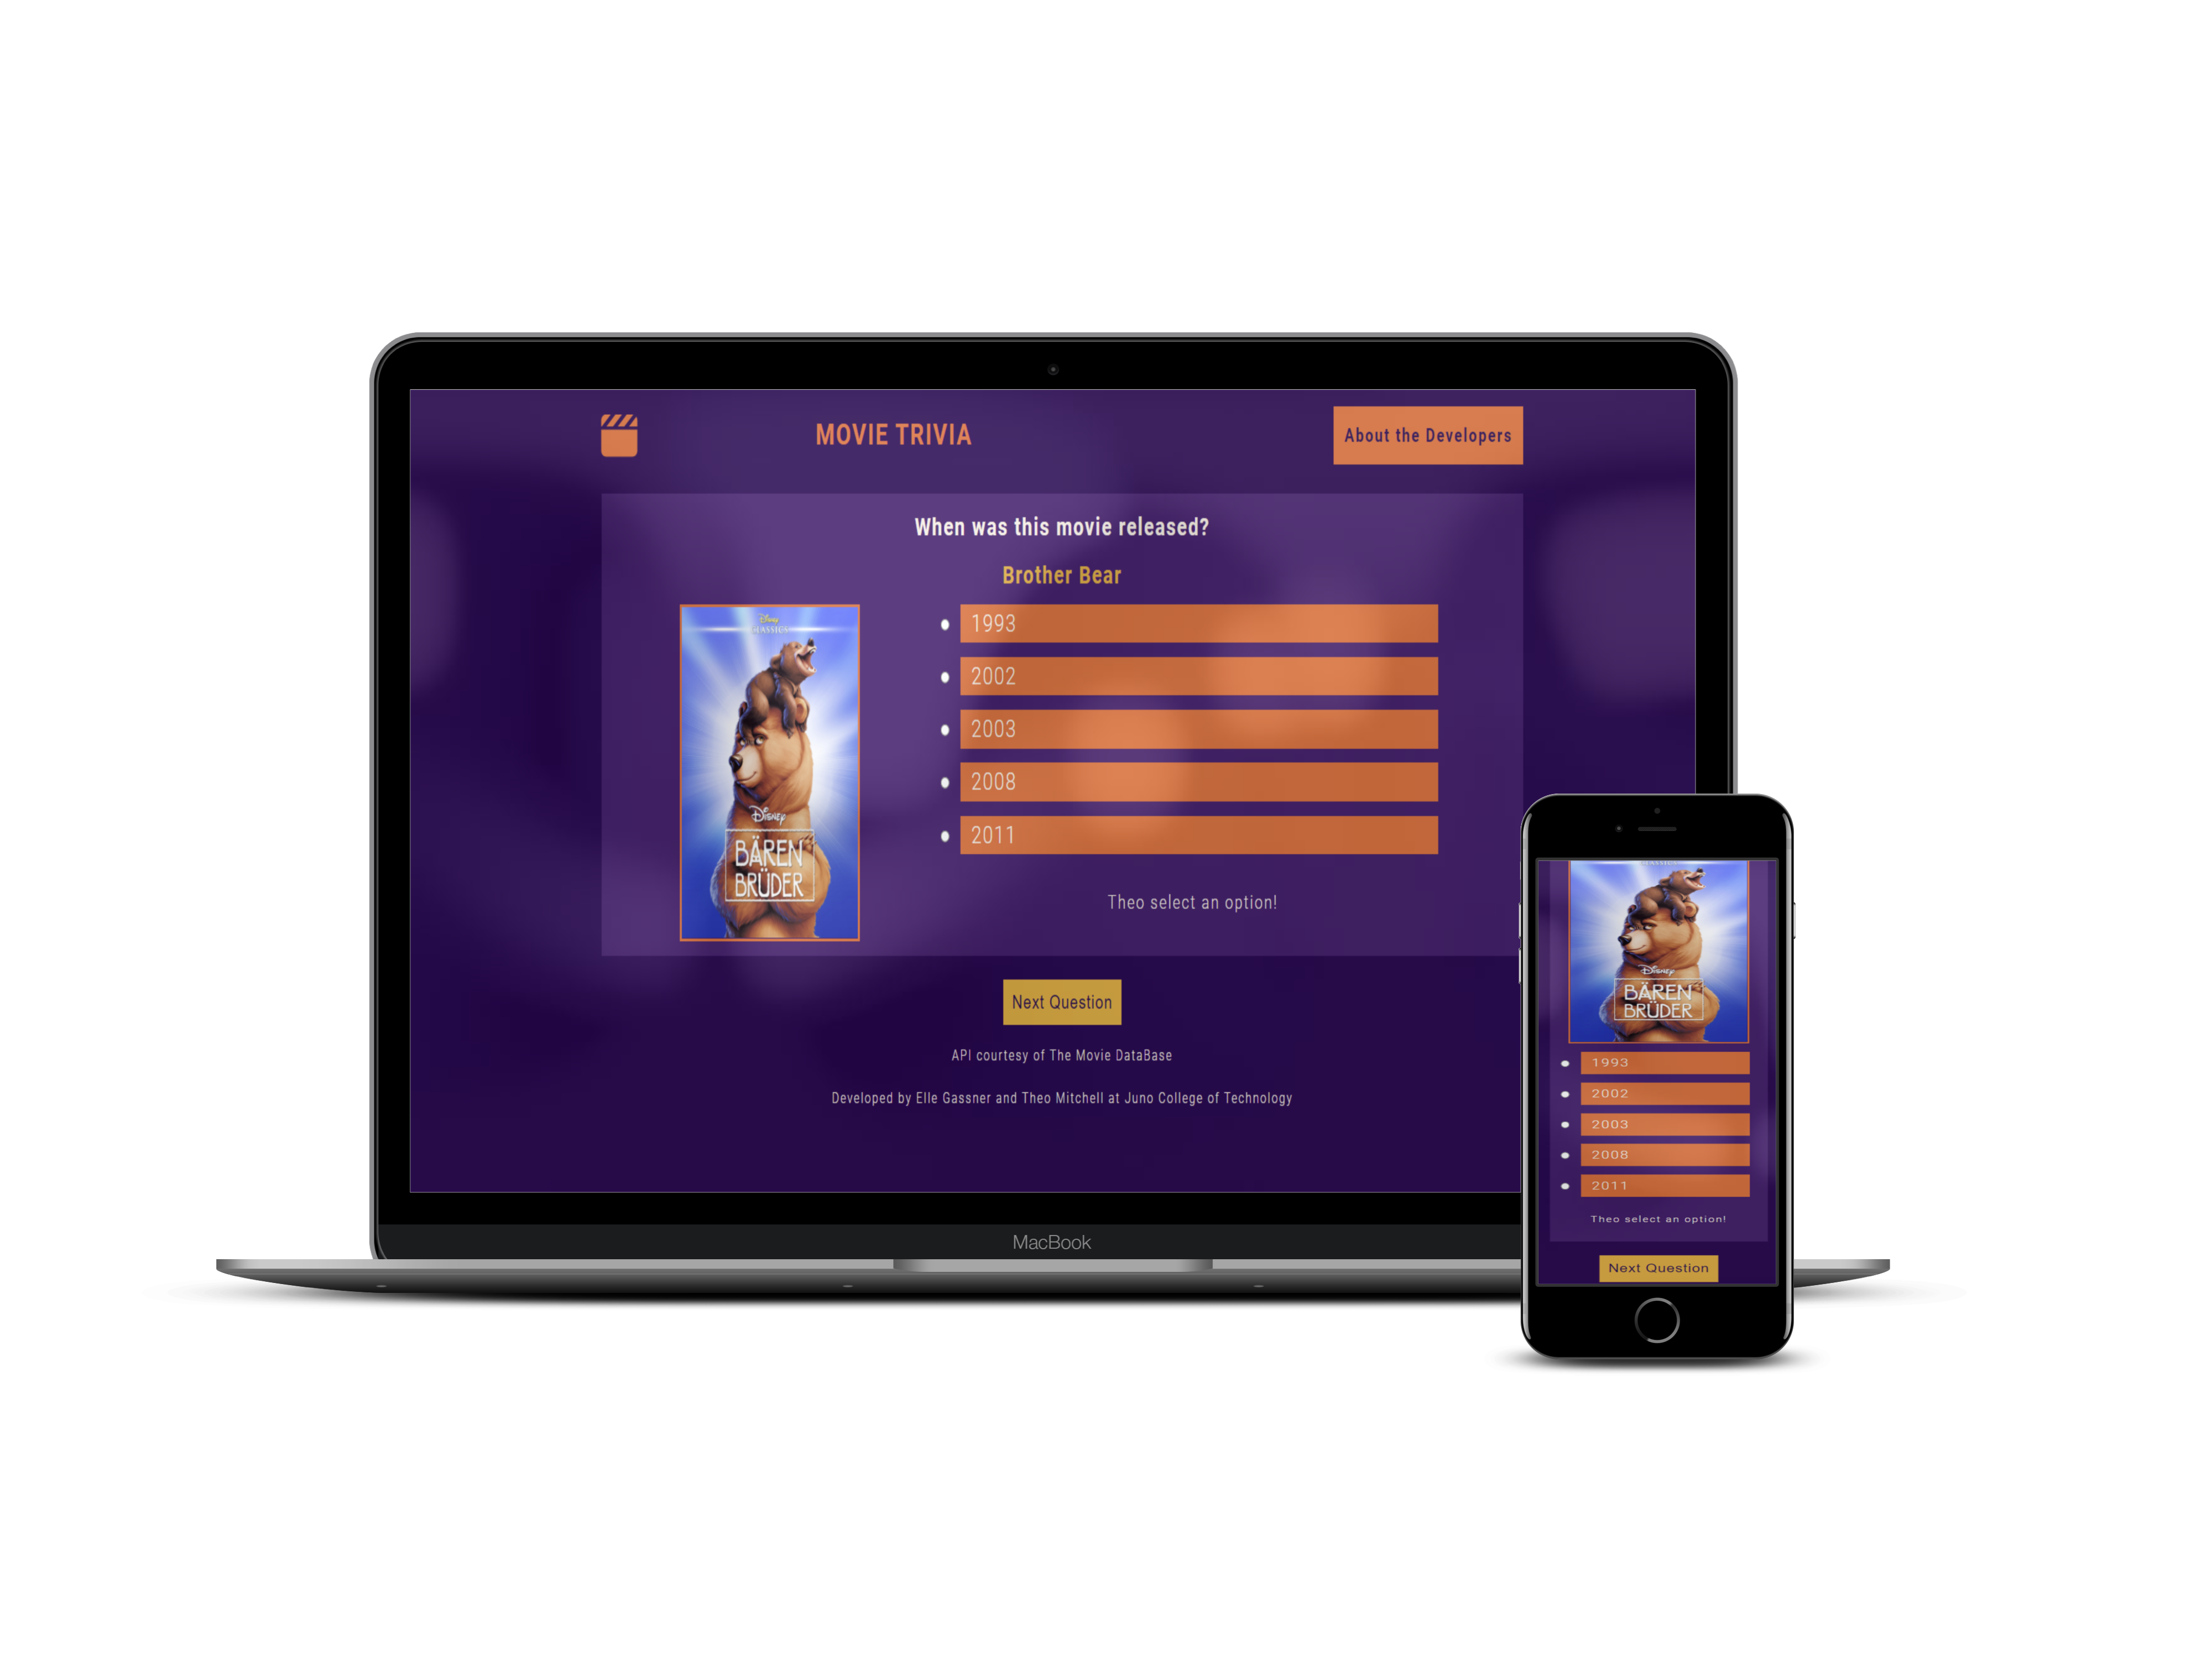 MOVIE TRIVIA
About the Developers
When was this movie released?
Brother Bear
Disney
CLASSICS
Disney
BÄREN
BRÜDER
1993
2002
2003
2008
2011
Theo select an option!
Next Question
API courtesy of The Movie DataBase
Developed by Elle Gassner and Theo Mitchell at Juno College of Technology
MacBook
CLASSICS
Disney
BÄREN
BRÜDER
1993
2002
2003
2008
2011
Theo select an option!
Next Question